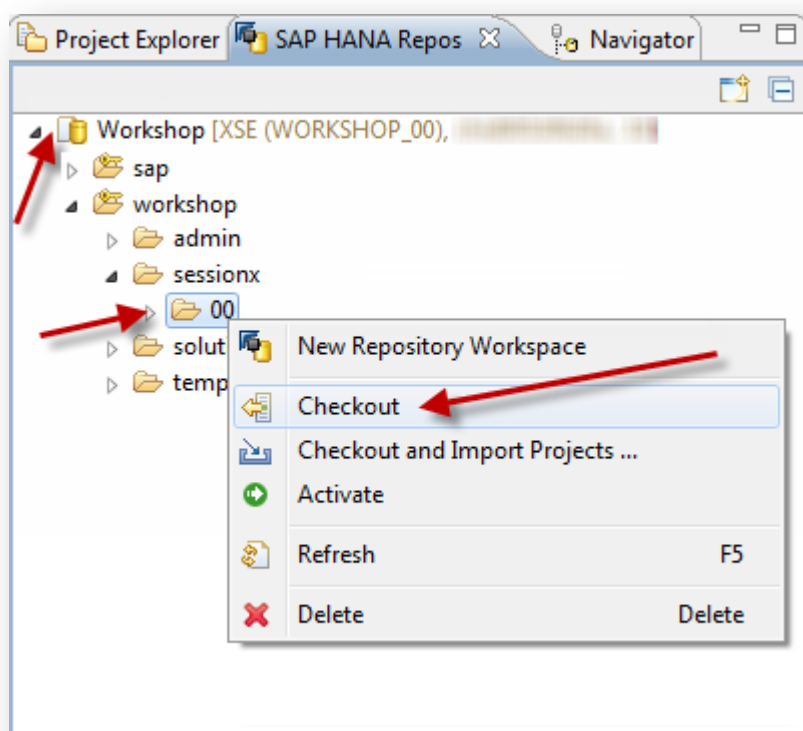 Project Explorer SAP HANA Repos Navigator
Workshop [XSE (WORKSHOP_00),
sap
workshop
admin
sessionx
00
solut New Repository Workspace
temp
Checkout
Checkout and Import Projects ...
Activate
Refresh F5
Delete Delete